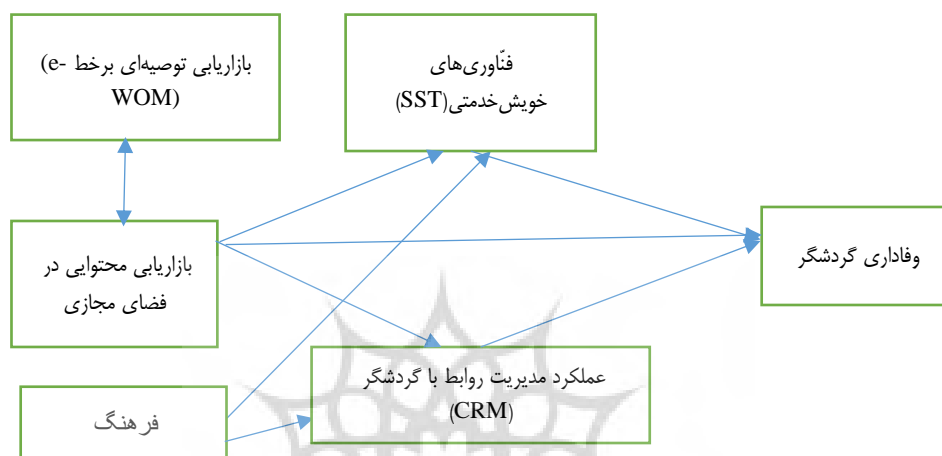 بازاریابی توصیه‌ای برخط (e-
WOM)
فنّاوری‌های
خویش‌خدمتی(SST)
بازاریابی محتوایی در
فضای مجازی
وفاداری گردشگر
عملکرد مدیریت روابط با گردشگر
(CRM)
فرهنگ